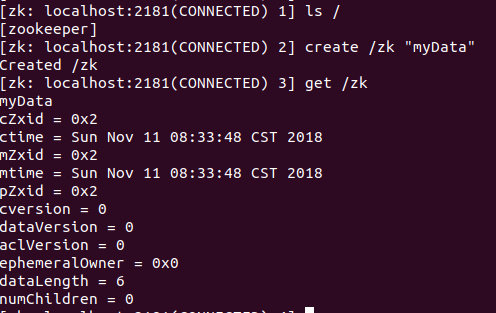 [zk: localhost:2181(CONNECTED) 1] ls /
[zookeeper]
[zk: localhost:2181(CONNECTED) 2] create /zk "myData"
Created /zk
[zk: localhost:2181(CONNECTED) 3] get /zk
myData
cZxid = 0x2
ctime = Sun Nov 11 08:33:48 CST 2018
mZxid = 0x2
mtime = Sun Nov 11 08:33:48 CST 2018
pZxid = 0x2
cversion = 0
dataVersion = 0
aclVersion = 0
ephemeralOwner = 0x0
dataLength = 6
numChildren = 0